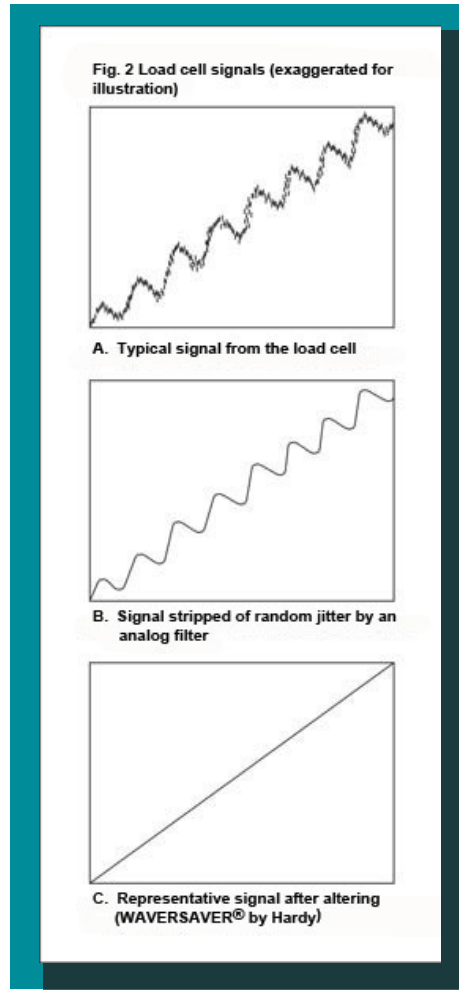 Fig. 2 Load cell signals (exaggerated for
illustration)
A. Typical signal from the load cell
B. Signal stripped of random jitter by an
analog filter
C. Representative signal after altering
(WAVERSAVER® by Hardy)